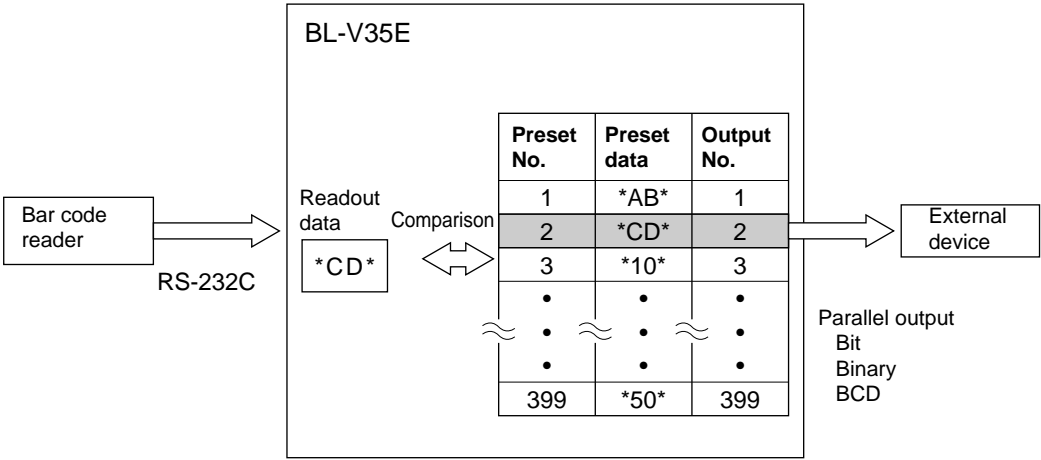 BL-V35E
Bar code
reader
RS-232C
Readout
data
*CD*
Comparison
Preset No. Preset data Output No.
1 *AB* 1
2 *CD* 2
3 *10* 3
399 *50* 399
External
device
Parallel output
Bit
Binary
BCD